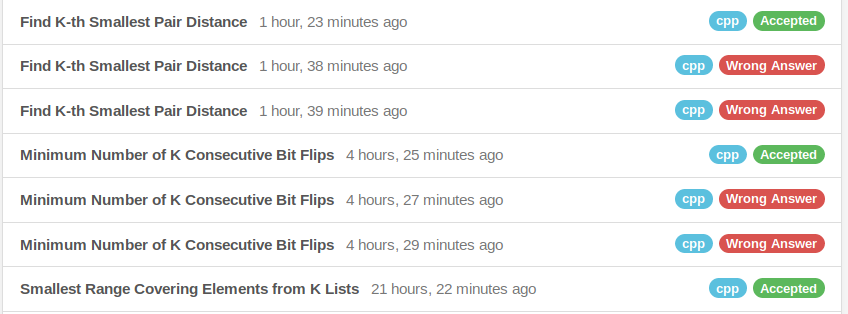 Find K-th Smallest Pair Distance 1 hour, 23 minutes ago cpp Accepted
Find K-th Smallest Pair Distance 1 hour, 38 minutes ago cpp Wrong Answer
Find K-th Smallest Pair Distance 1 hour, 39 minutes ago cpp Wrong Answer
Minimum Number of K Consecutive Bit Flips 4 hours, 25 minutes ago cpp Accepted
Minimum Number of K Consecutive Bit Flips 4 hours, 27 minutes ago cpp Wrong Answer
Minimum Number of K Consecutive Bit Flips 4 hours, 29 minutes ago cpp Wrong Answer
Smallest Range Covering Elements from K Lists 21 hours, 22 minutes ago cpp Accepted